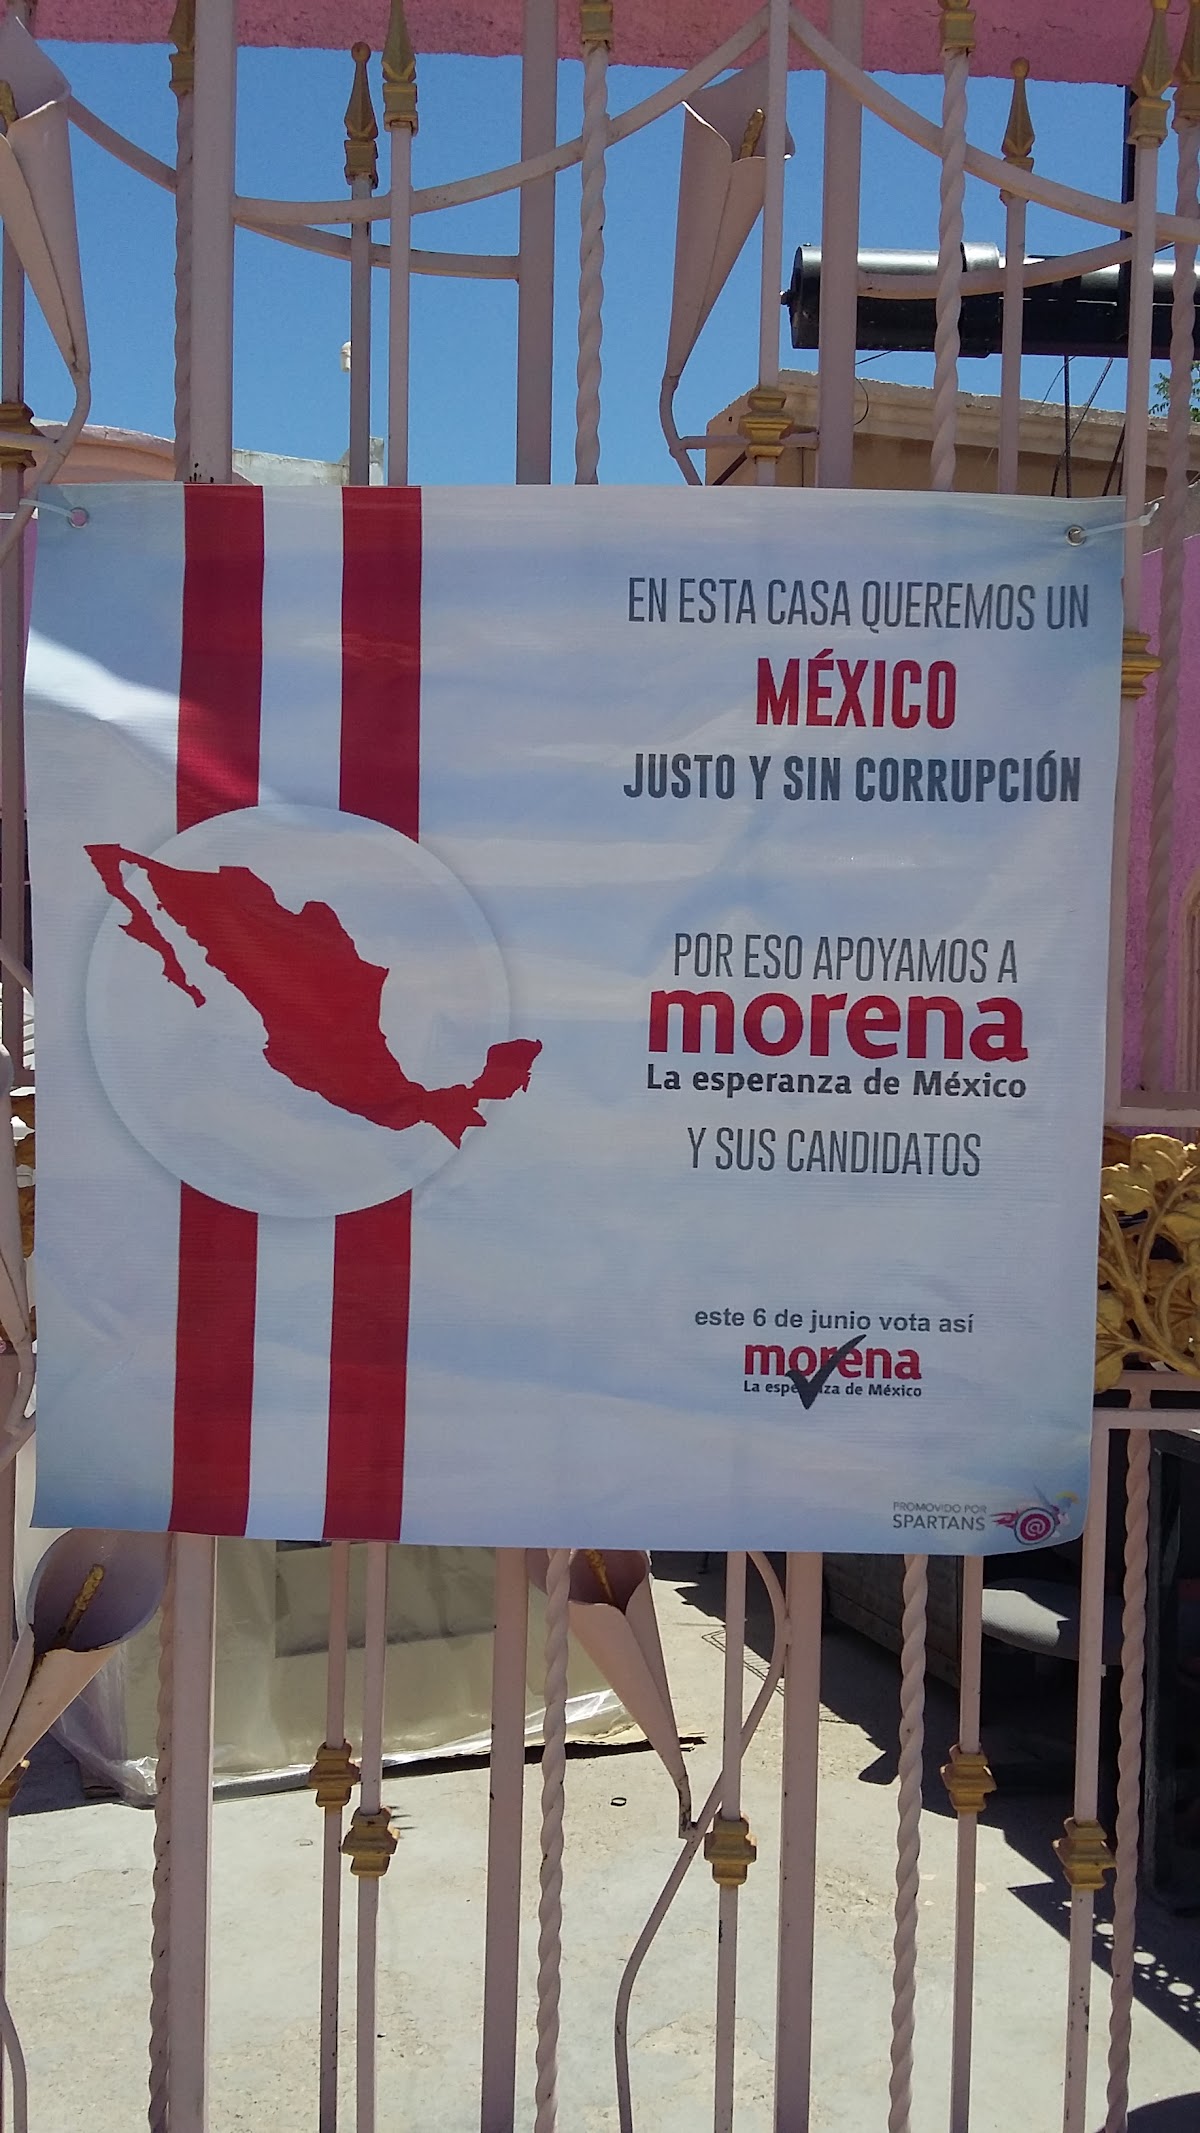 EN ESTA CASA QUEREMOS UN
MÉXICO
JUSTO Y SIN CORRUPCIÓN
POR ESO APOYAMOS A
morena
La esperanza de México
Y SUS CANDIDATOS
este 6 de junio vota así
morena
La esperanza de México
PROMOVIDO POR
SPARTANS
@